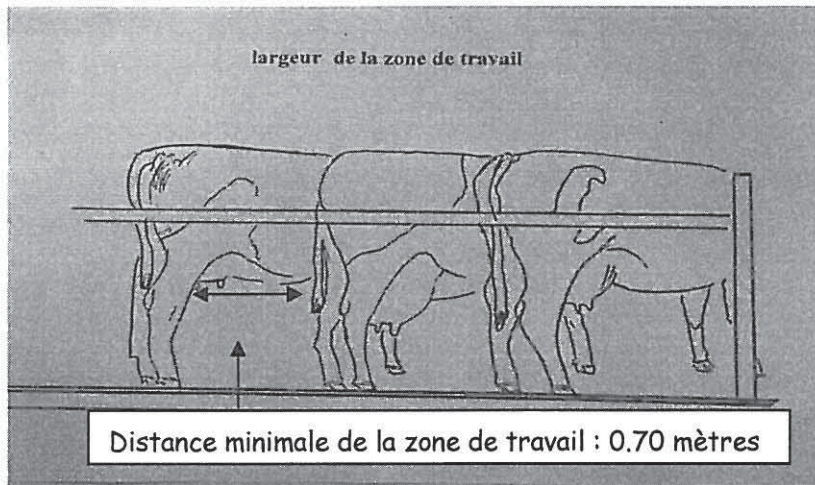 largeur de la zone de travail
Distance minimale de la zone de travail : 0.70 mètres